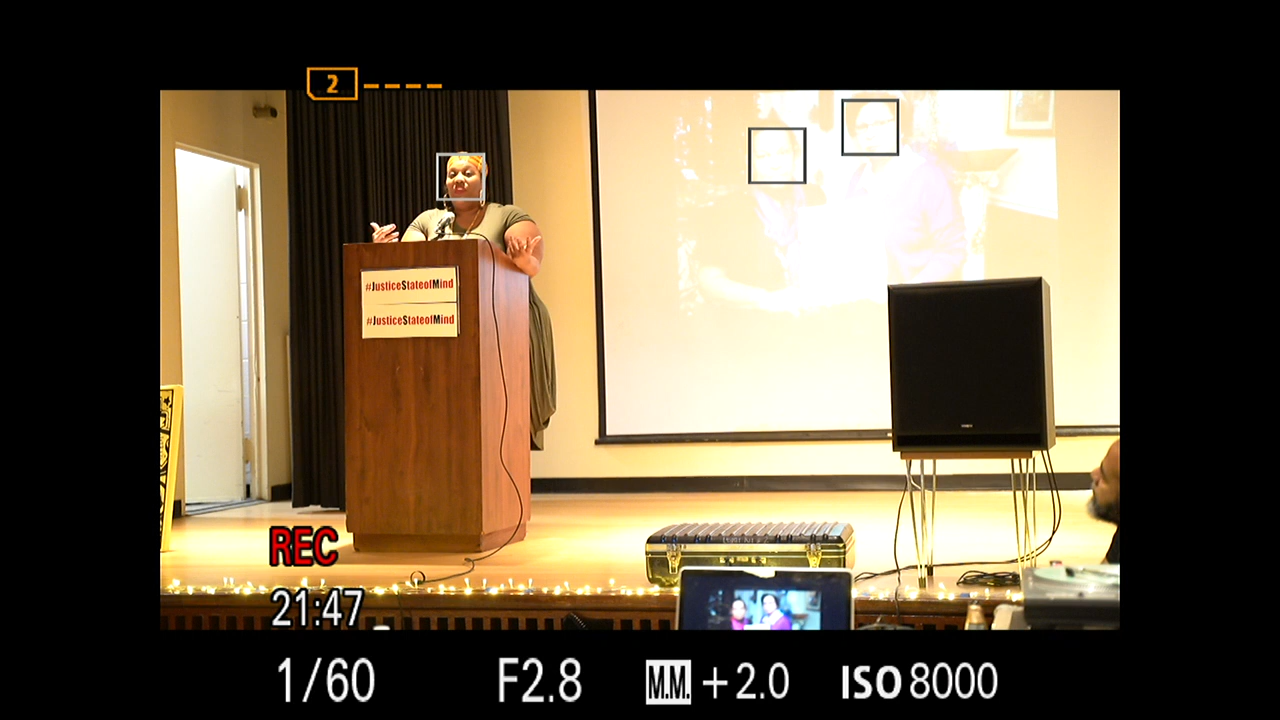 2
#JusticeStateofMind
#JusticeStateofMind
REC
21:47
1/60 F2.8 M.M. +2.0 ISO 8000